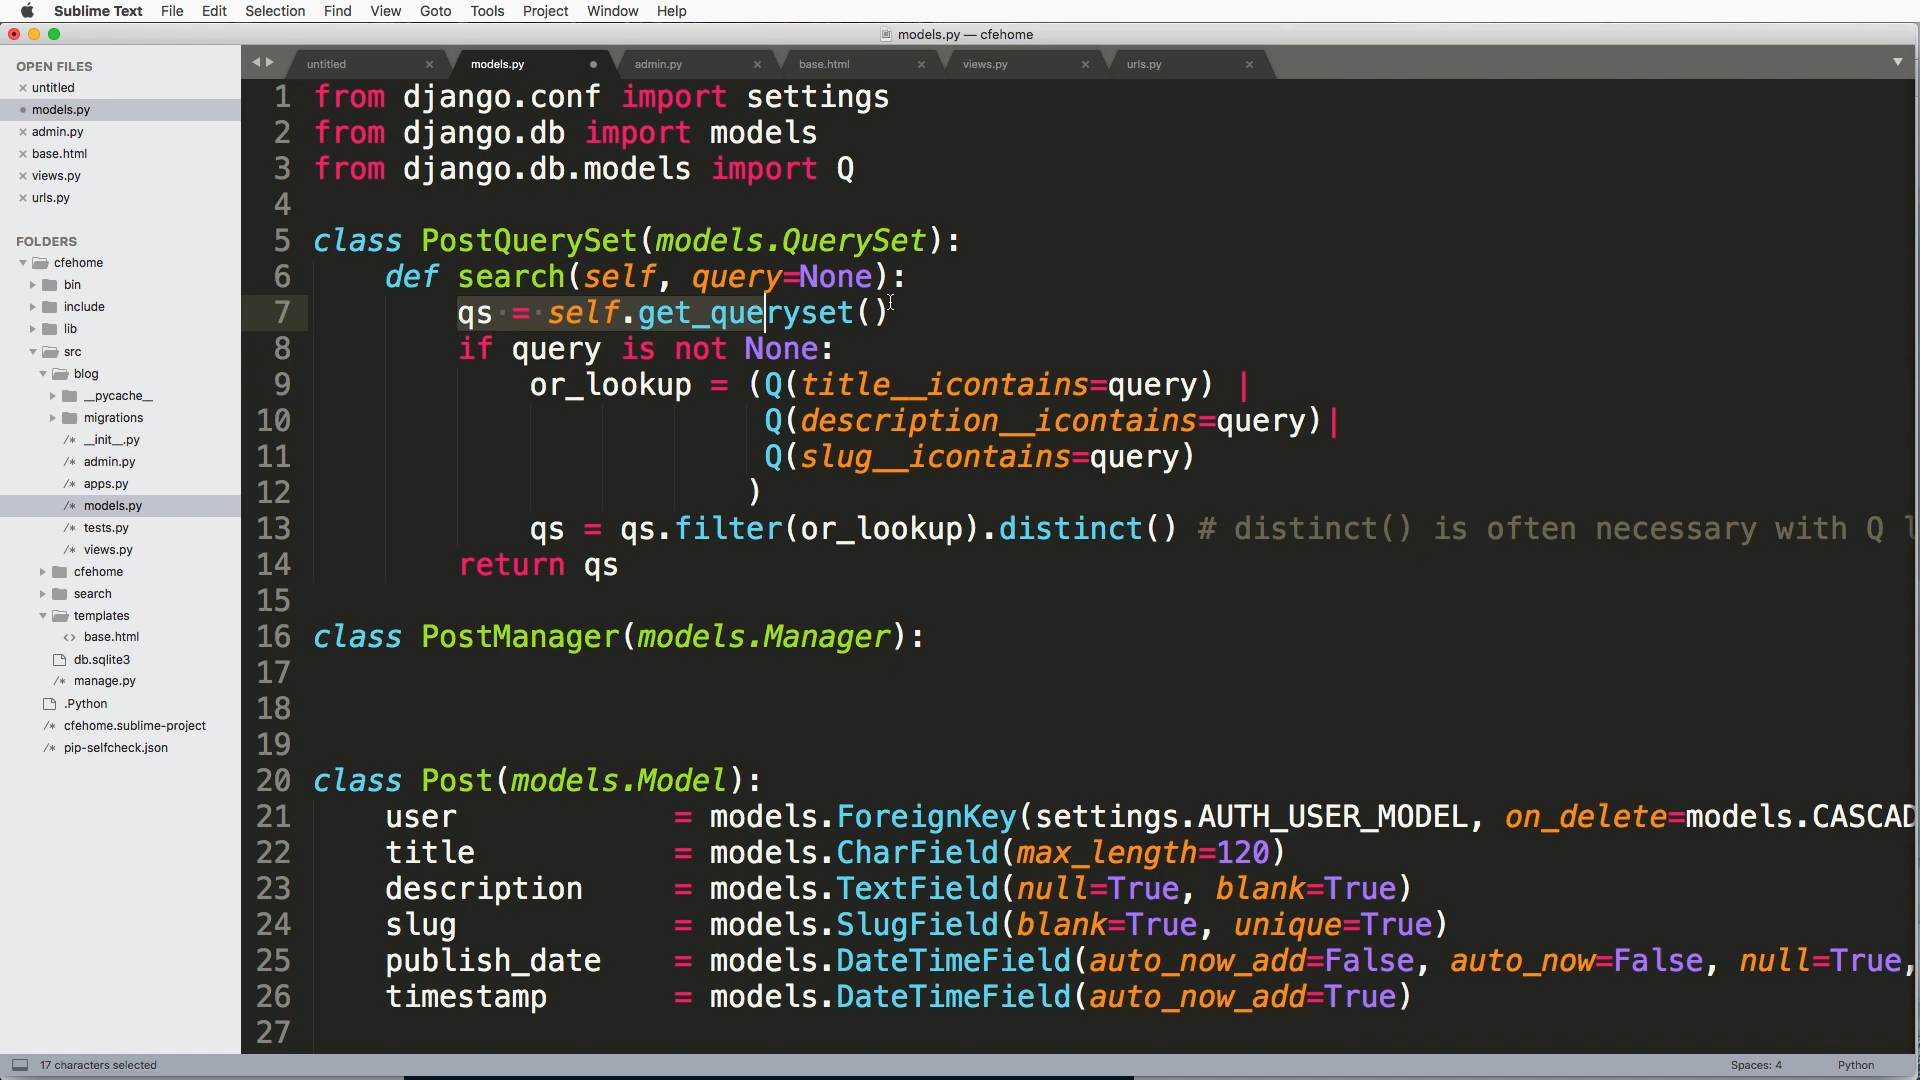 Sublime Text File Edit Selection Find View Goto Tools Project Window Help
models.py — cfehome
OPEN FILES
untitled
models.py
admin.py
base.html
views.py
urls.py
FOLDERS
cfehome
bin
include
lib
src
blog
__pycache__
migrations
/* __init__.py
/* admin.py
/* apps.py
/* models.py
/* tests.py
/* views.py
cfehome
search
templates
<> base.html
db.sqlite3
/* manage.py
.Python
/* cfehome.sublime-project
/* pip-selfcheck.json
untitled models.py admin.py base.html views.py urls.py
1 from django.conf import settings
2 from django.db import models
3 from django.db.models import Q
4
5 class PostQuerySet(models.QuerySet):
6 def search(self, query=None):
7 qs = self.get_queryset()
8 if query is not None:
9 or_lookup = (Q(title__icontains=query) |
10 Q(description__icontains=query)|
11 Q(slug__icontains=query)
12 )
13 qs = qs.filter(or_lookup).distinct() # distinct() is often necessary with Q
14 return qs
15
16 class PostManager(models.Manager):
17
18
19
20 class Post(models.Model):
21 user = models.ForeignKey(settings.AUTH_USER_MODEL, on_delete=models.CASCAD
22 title = models.CharField(max_length=120)
23 description = models.TextField(null=True, blank=True)
24 slug = models.SlugField(blank=True, unique=True)
25 publish_date = models.DateTimeField(auto_now_add=False, auto_now=False, null=True,
26 timestamp = models.DateTimeField(auto_now_add=True)
27
17 characters selected
Spaces: 4 Python